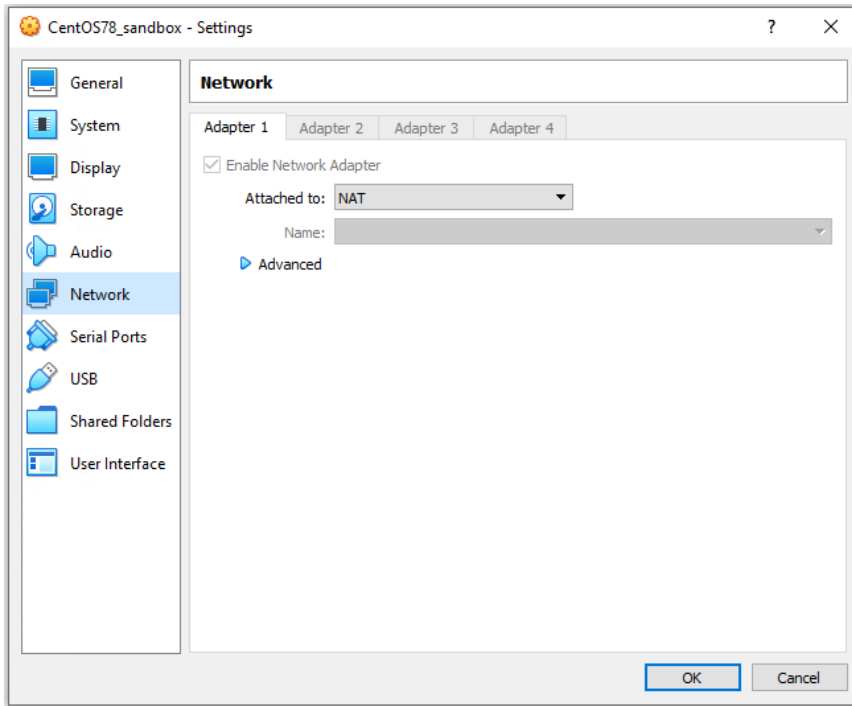 CentOS78_sandbox - Settings
?
General
System
Display
Storage
Audio
Network
Serial Ports
USB
Shared Folders
User Interface
Network
Adapter 1 Adapter 2 Adapter 3 Adapter 4
Enable Network Adapter
Attached to: NAT
Name:
Advanced
OK Cancel